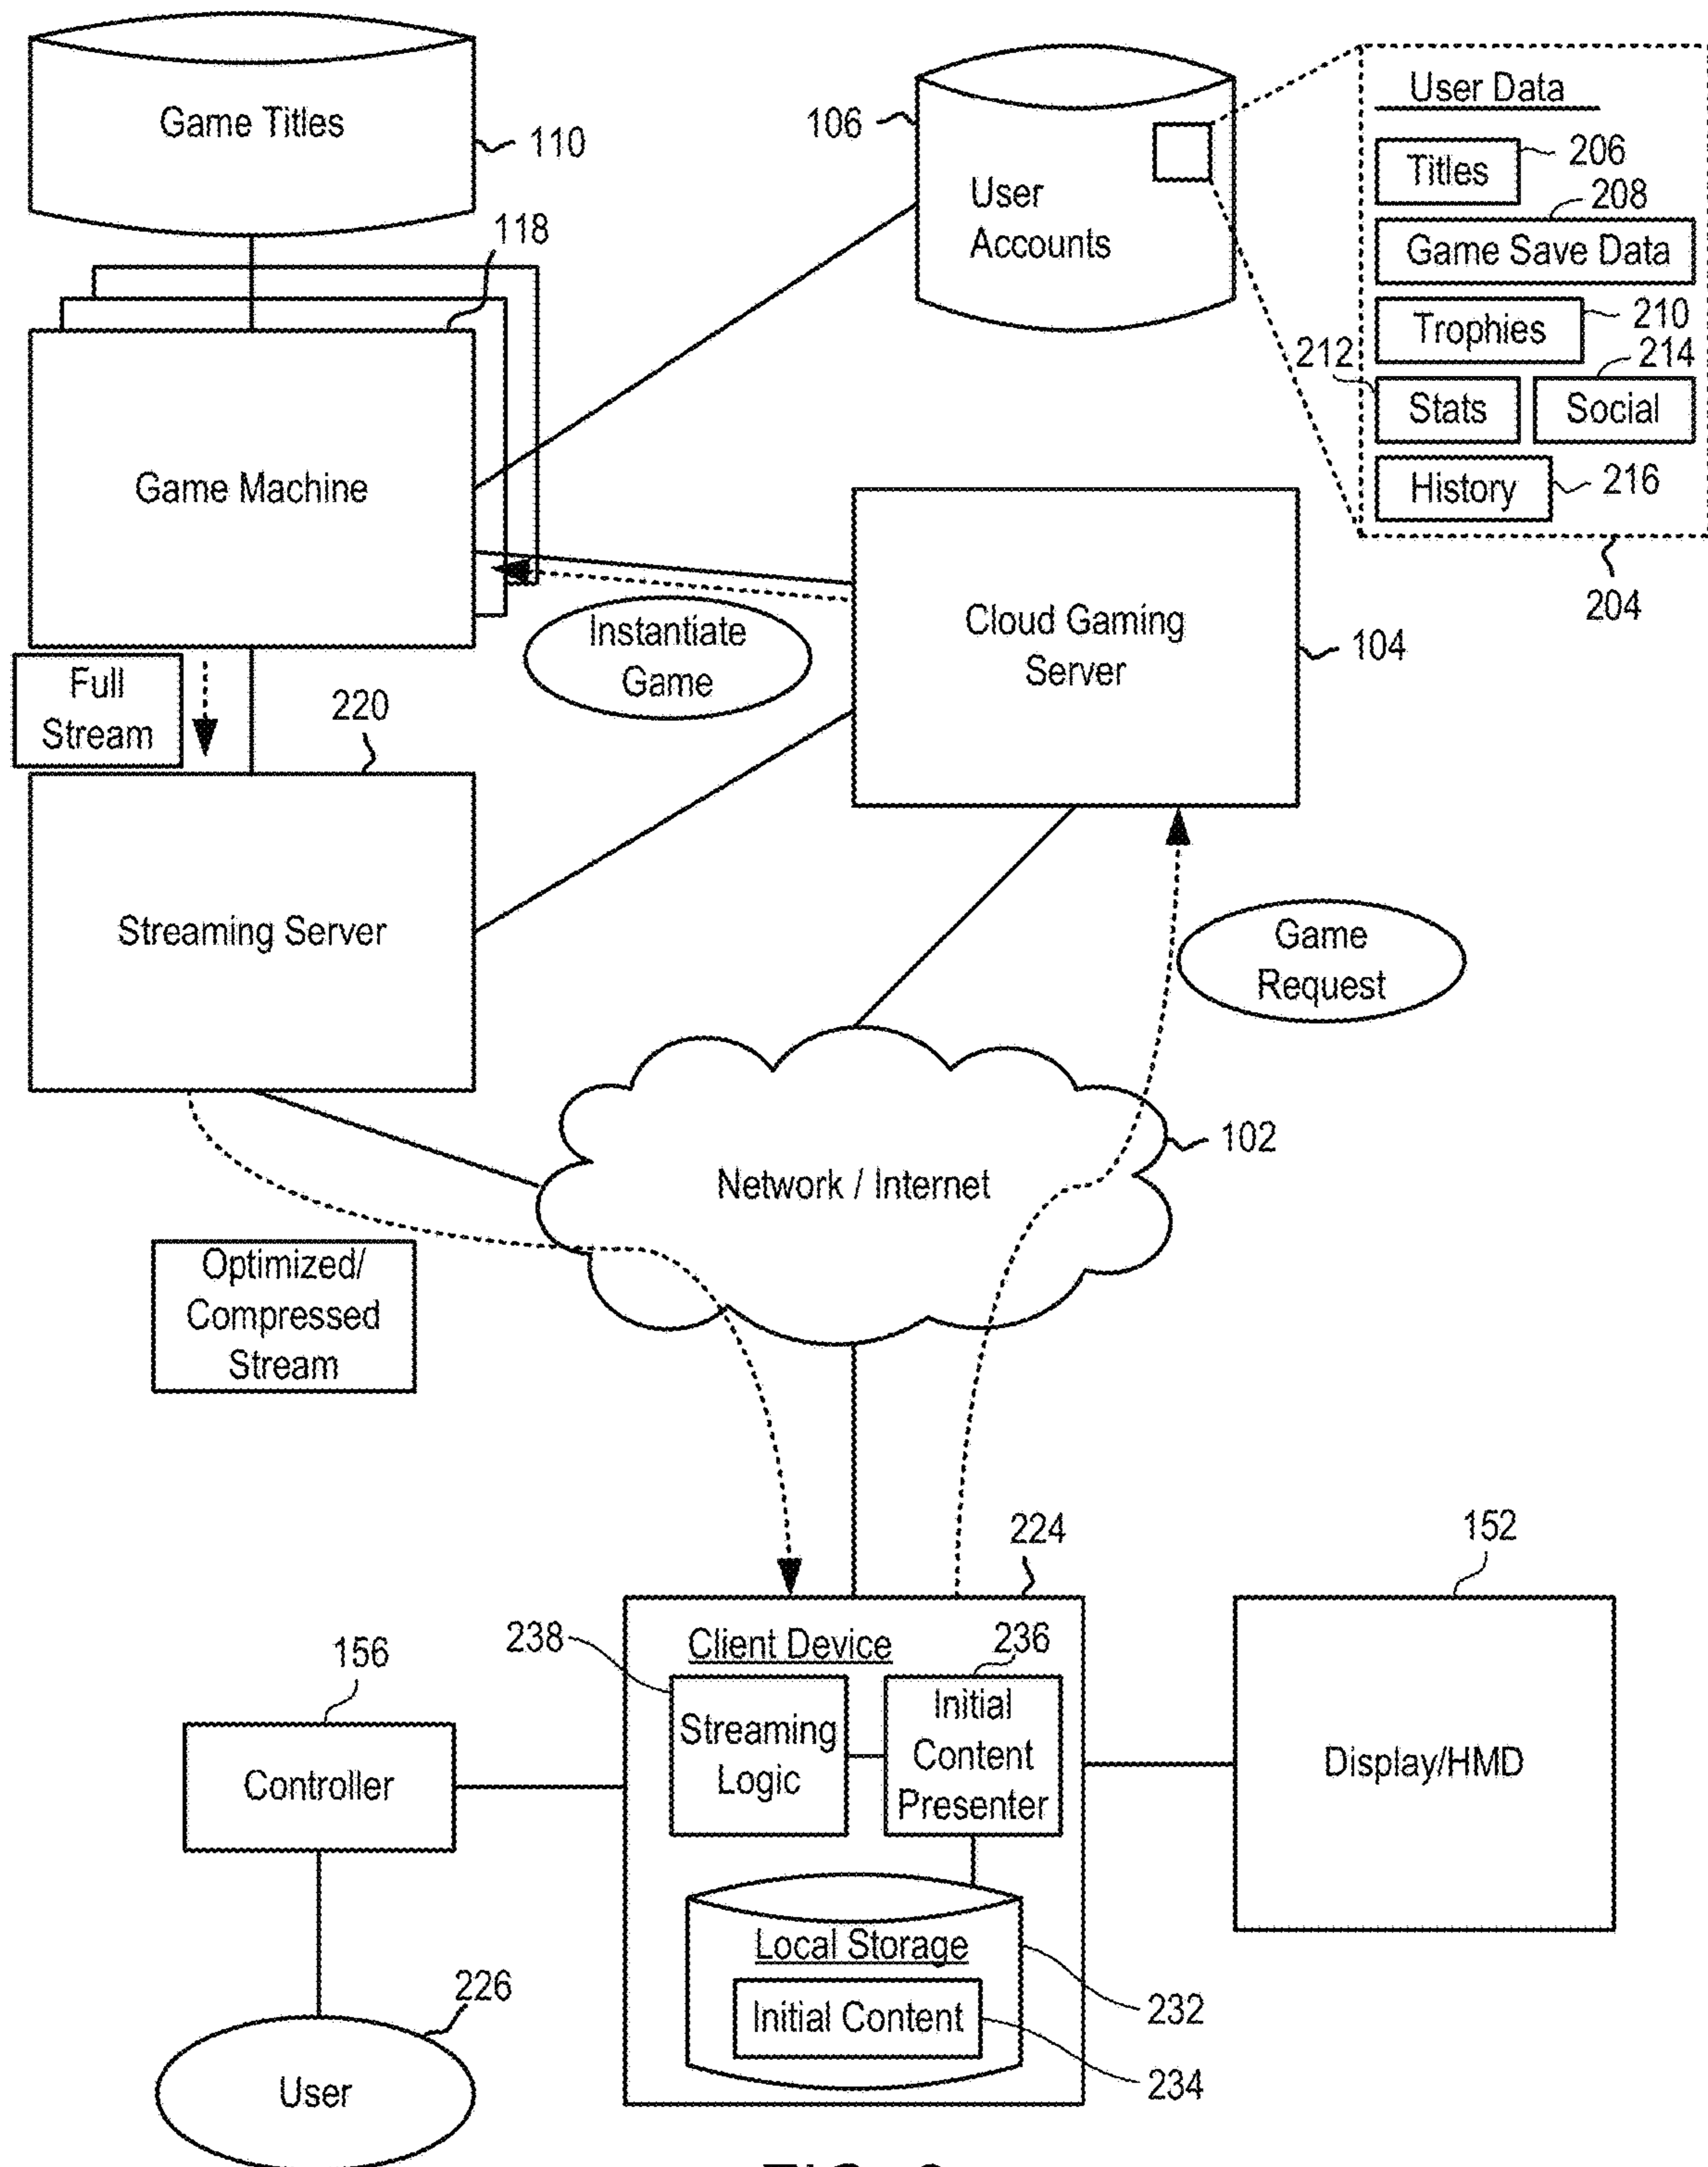 Game Titles
110
106
User
Accounts
User Data
Titles
206
208
Game Save Data
Trophies
210
212
214
Stats
Social
History
216
204
118
Game Machine
Instantiate
Game
Cloud Gaming
Server
104
Full
Stream
220
Streaming Server
Game
Request
102
Network / Internet
Optimized/
Compressed
Stream
224
152
238
Client Device
236
156
Streaming
Logic
Initial
Content
Presenter
Controller
Display/HMD
Local Storage
Initial Content
232
234
226
User